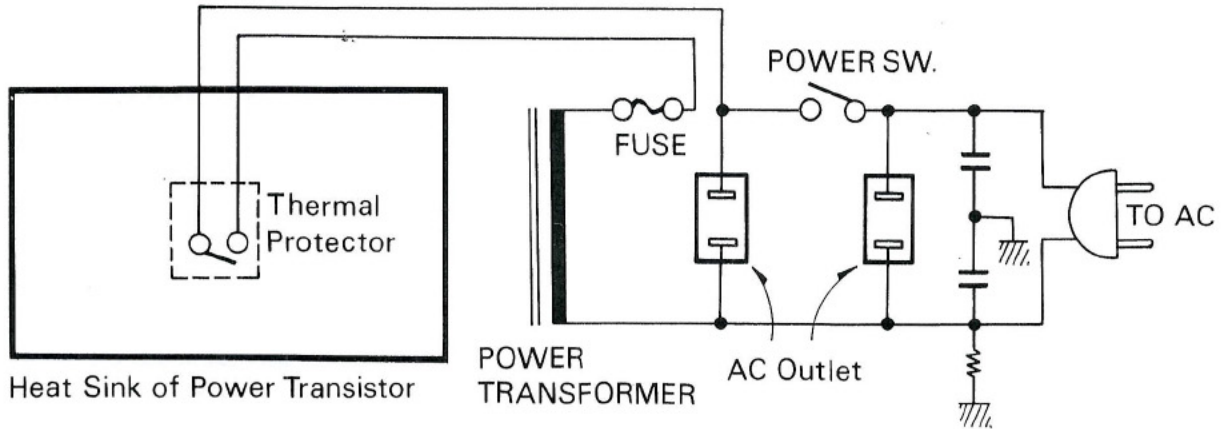 POWER SW.
FUSE
Thermal
Protector
TO AC
POWER
TRANSFORMER
AC Outlet
Heat Sink of Power Transistor